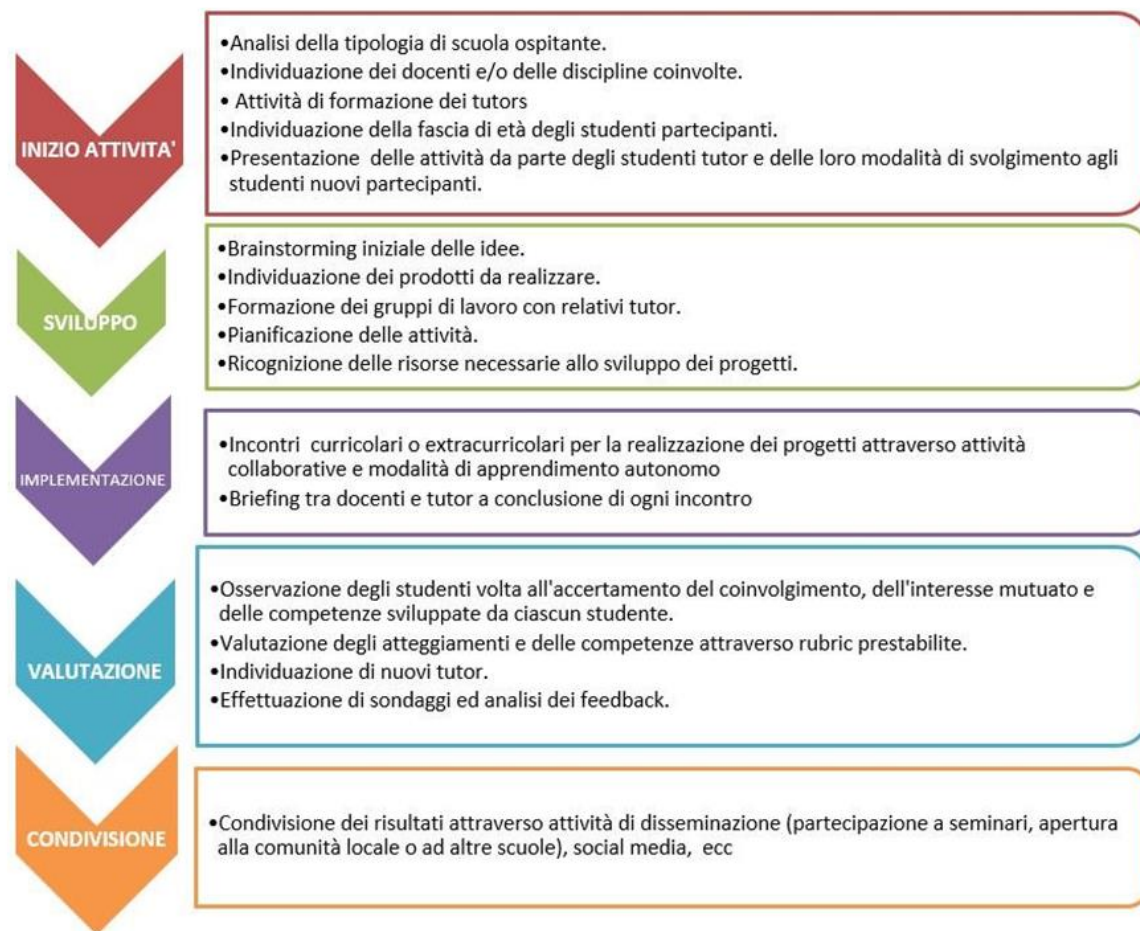 INIZIO ATTIVITA'
•Analisi della tipologia di scuola ospitante.
•Individuazione dei docenti e/o delle discipline coinvolte.
• Attività di formazione dei tutors
•Individuazione della fascia di età degli studenti partecipanti.
•Presentazione delle attività da parte degli studenti tutor e delle loro modalità di svolgimento agli
studenti nuovi partecipanti.
SVILUPPO
•Brainstorming iniziale delle idee.
•Individuazione dei prodotti da realizzare.
•Formazione dei gruppi di lavoro con relativi tutor.
•Pianificazione delle attività.
•Ricognizione delle risorse necessarie allo sviluppo dei progetti.
IMPLEMENTAZIONE
•Incontri curricolari o extracurricolari per la realizzazione dei progetti attraverso attività
collaborative e modalità di apprendimento autonomo
•Briefing tra docenti e tutor a conclusione di ogni incontro
VALUTAZIONE
•Osservazione degli studenti volta all'accertamento del coinvolgimento, dell'interesse mutuato e
delle competenze sviluppate da ciascun studente.
•Valutazione degli atteggiamenti e delle competenze attraverso rubric prestabilite.
•Individuazione di nuovi tutor.
•Effettuazione di sondaggi ed analisi dei feedback.
CONDIVISIONE
•Condivisione dei risultati attraverso attività di disseminazione (partecipazione a seminari, apertura
alla comunità locale o ad altre scuole), social media, ecc